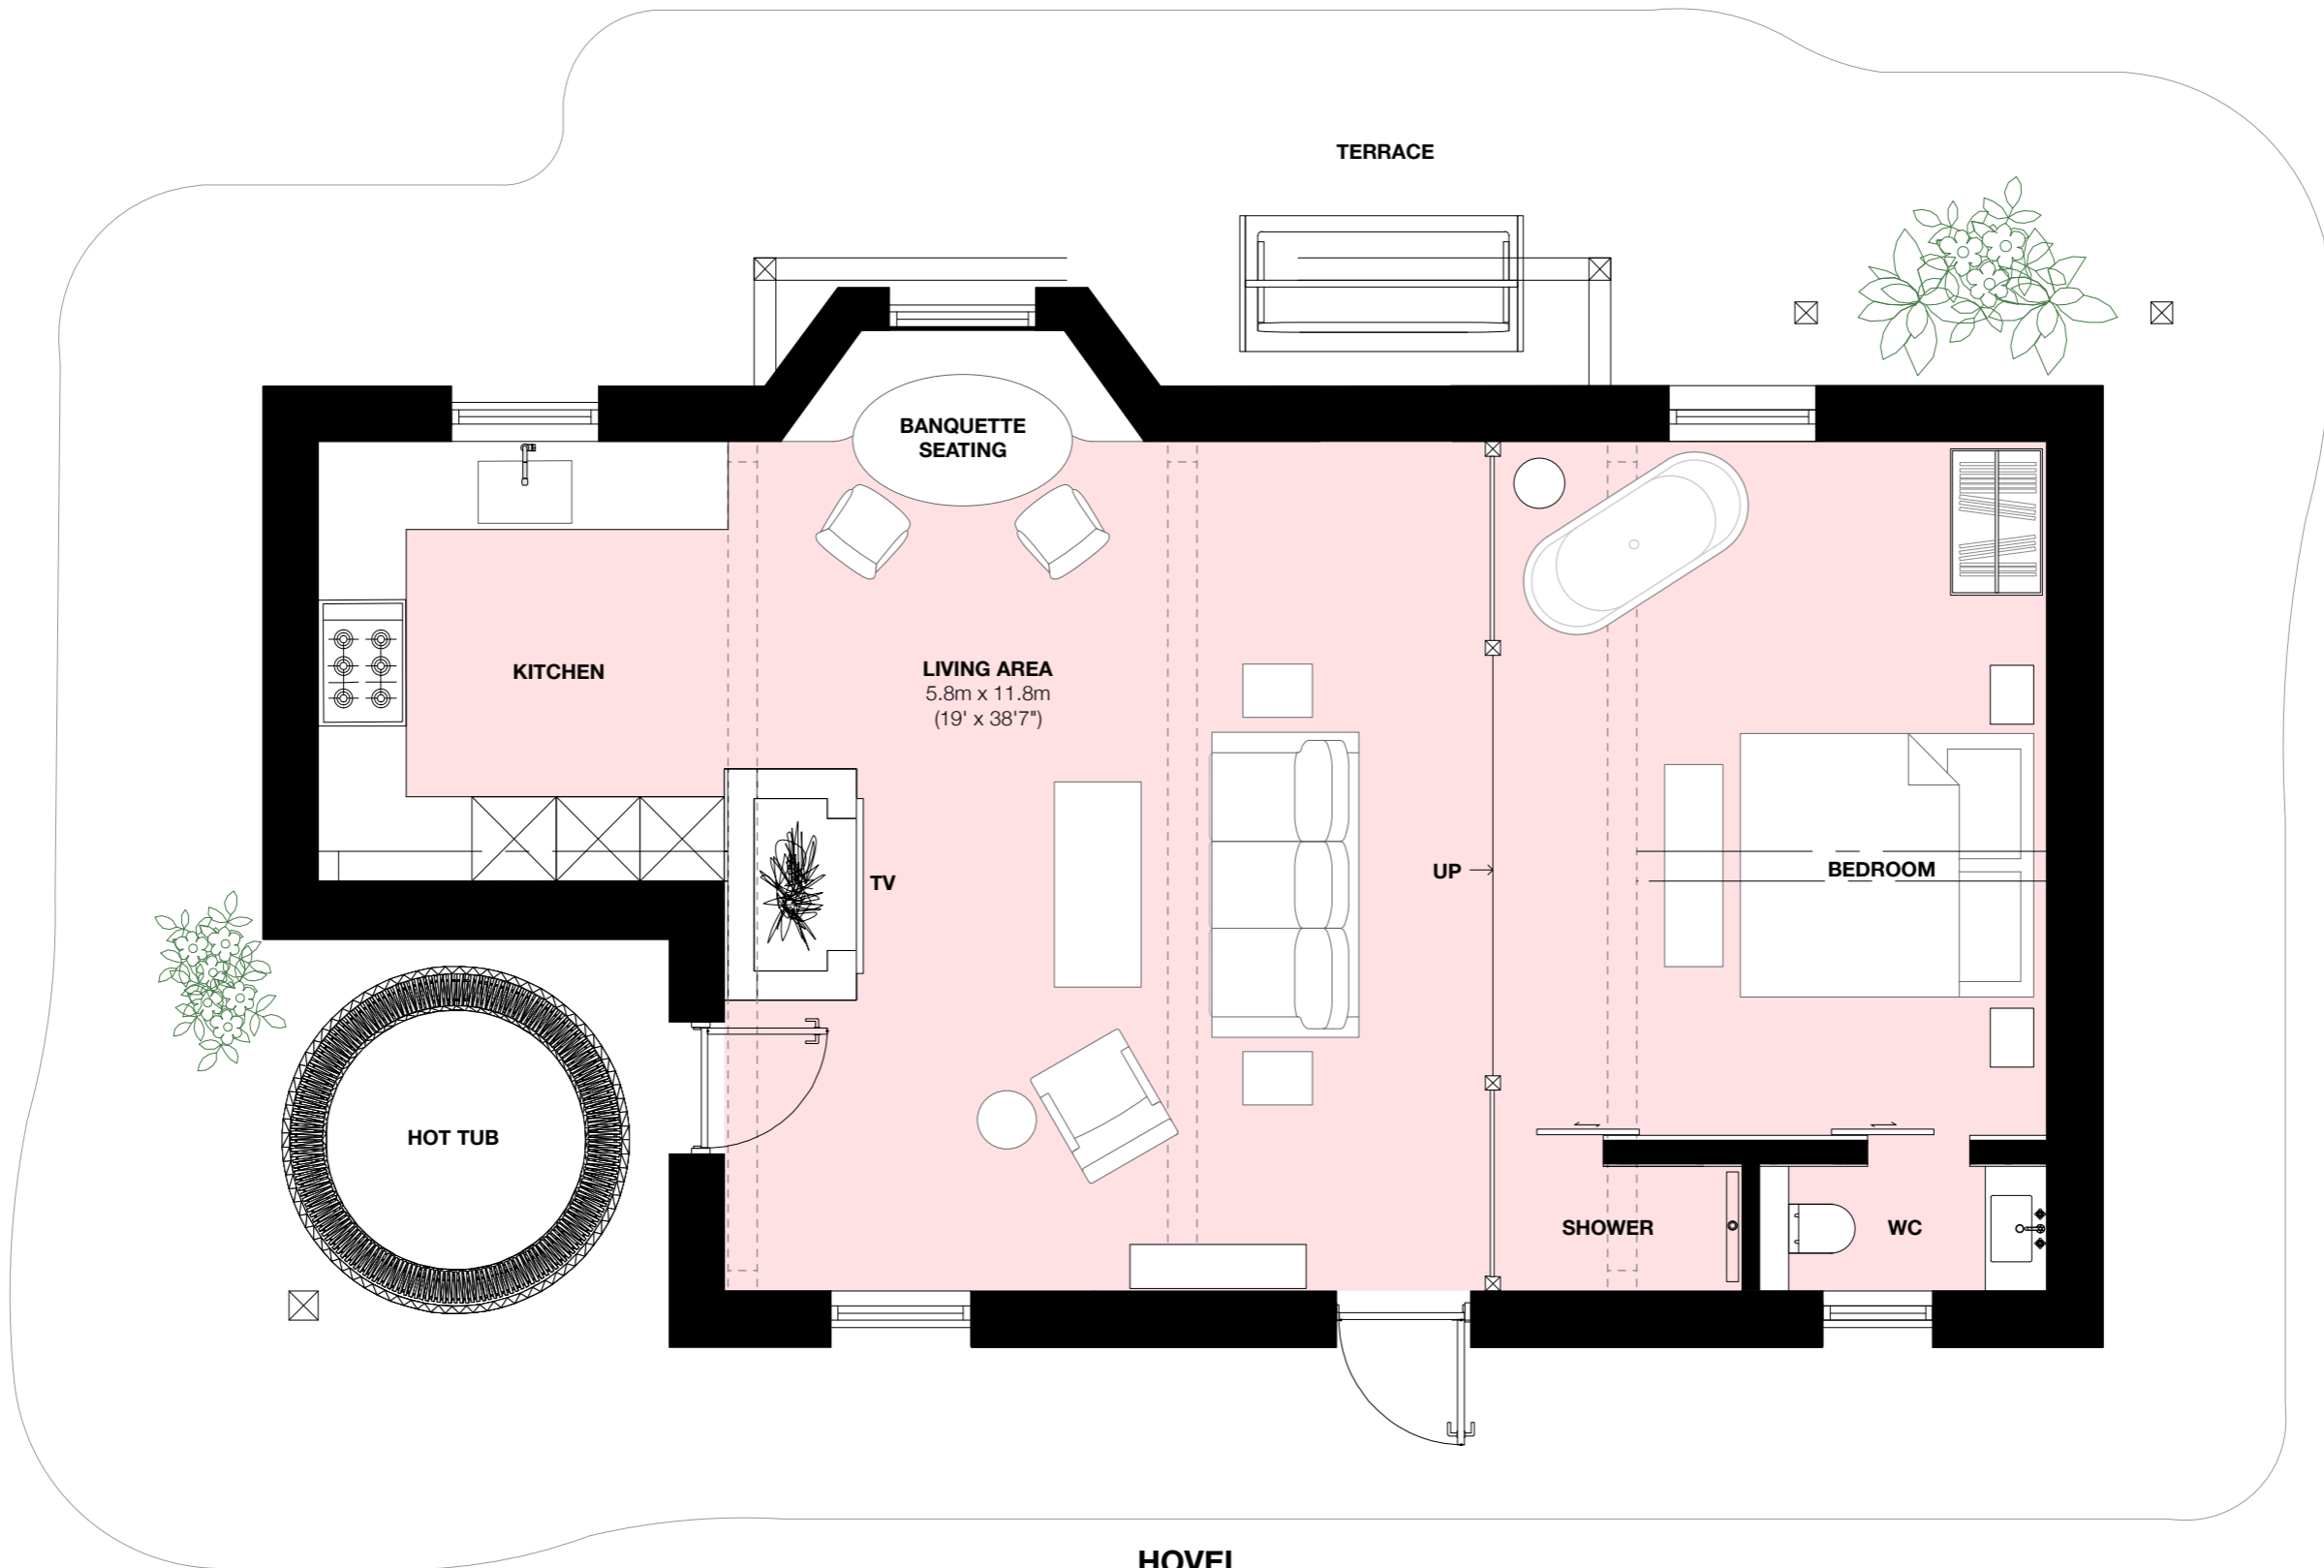 TERRACE
BANQUETTE
SEATING
KITCHEN
LIVING AREA
5.8m x 11.8m
(19' x 38'7")
UP
BEDROOM
TV
HOT TUB
SHOWER
WC
HOVEL